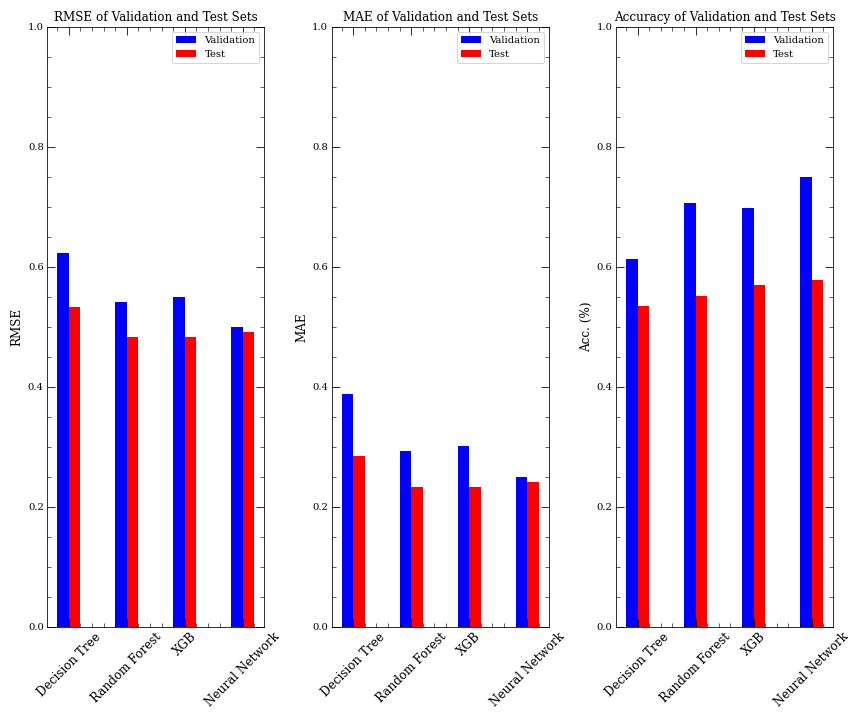 RMSE of Validation and Test Sets
Validation
Test
RMSE
1.0
0.8
0.6
0.4
0.2
0.0
Decision Tree
Random Forest
XGB
Neural Network
MAE of Validation and Test Sets
Validation
Test
MAE
1.0
0.8
0.6
0.4
0.2
0.0
Decision Tree
Random Forest
XGB
Neural Network
Accuracy of Validation and Test Sets
Validation
Test
Acc. (%)
1.0
0.8
0.6
0.4
0.2
0.0
Decision Tree
Random Forest
XGB
Neural Network